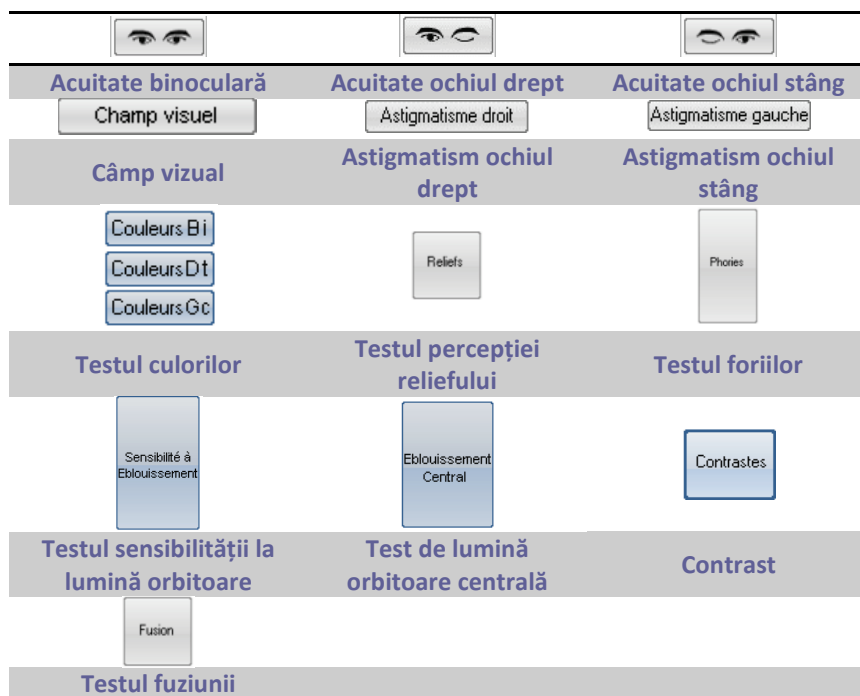 Acuitate binoculară
Acuitate ochiul drept
Acuitate ochiul stâng
Champ visuel
Astigmatisme droit
Astigmatisme gauche
Câmp vizual
Astigmatism ochiul
drept
Astigmatism ochiul
stâng
Couleurs Bi
Couleurs Dt
Couleurs Gc
Reliefs
Phories
Testul culorilor
Testul percepției
reliefului
Testul foriilor
Sensibilité à
Eblouissement
Eblouissement
Central
Contrastes
Testul sensibilității la
lumină orbitoare
Test de lumină
orbitoare centrală
Contrast
Fusion
Testul fuziunii